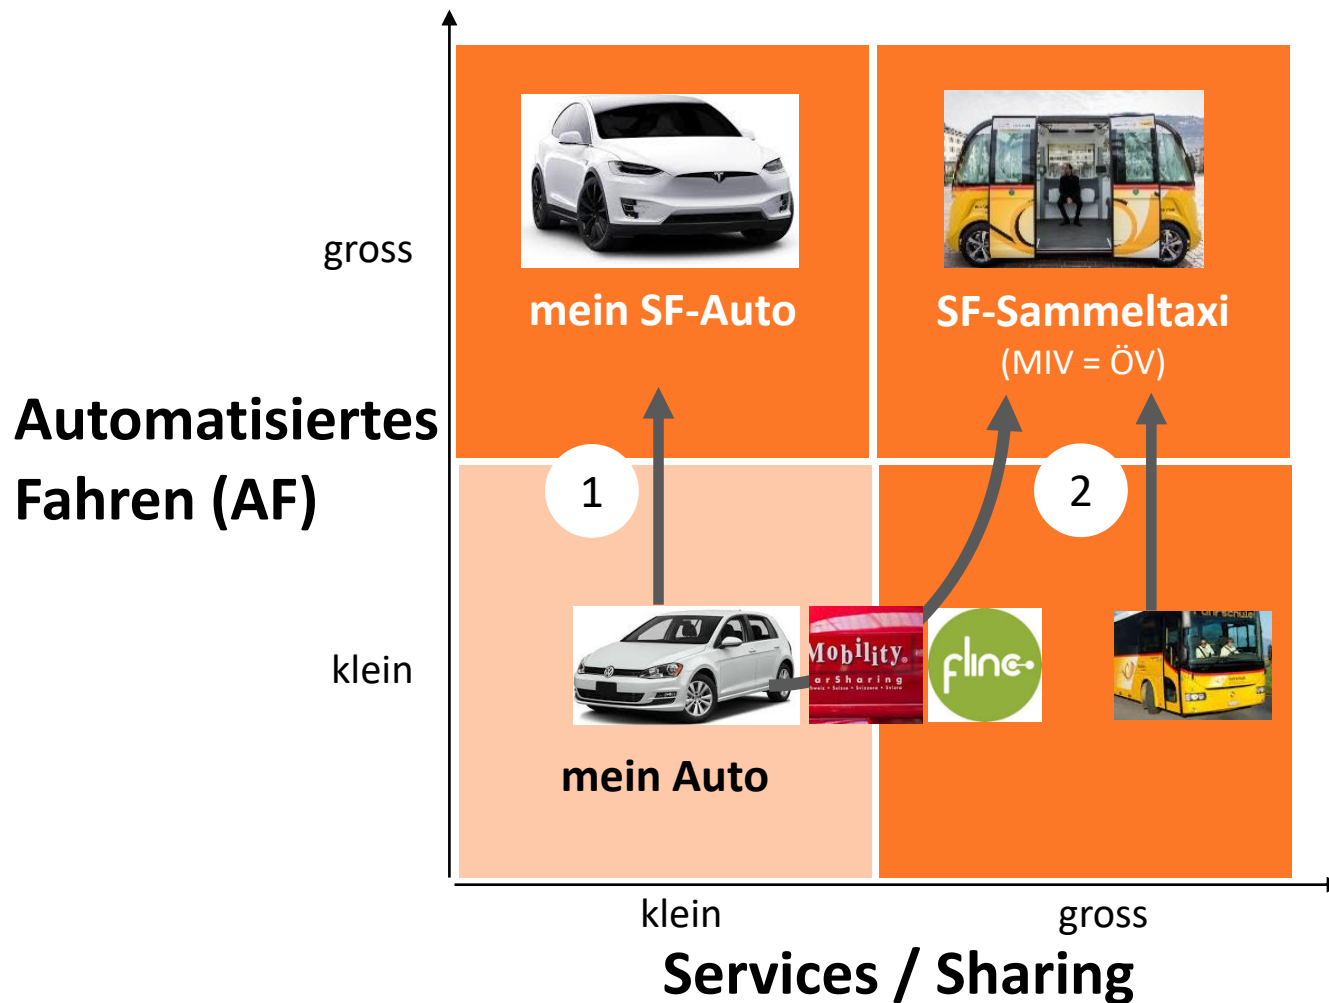 gross
mein SF-Auto
SF-Sammeltaxi
(MIV = ÖV)
Automatisiertes
Fahren (AF)
1
2
klein
Mobility.
arSharing
flinc
mein Auto
klein
gross
Services / Sharing